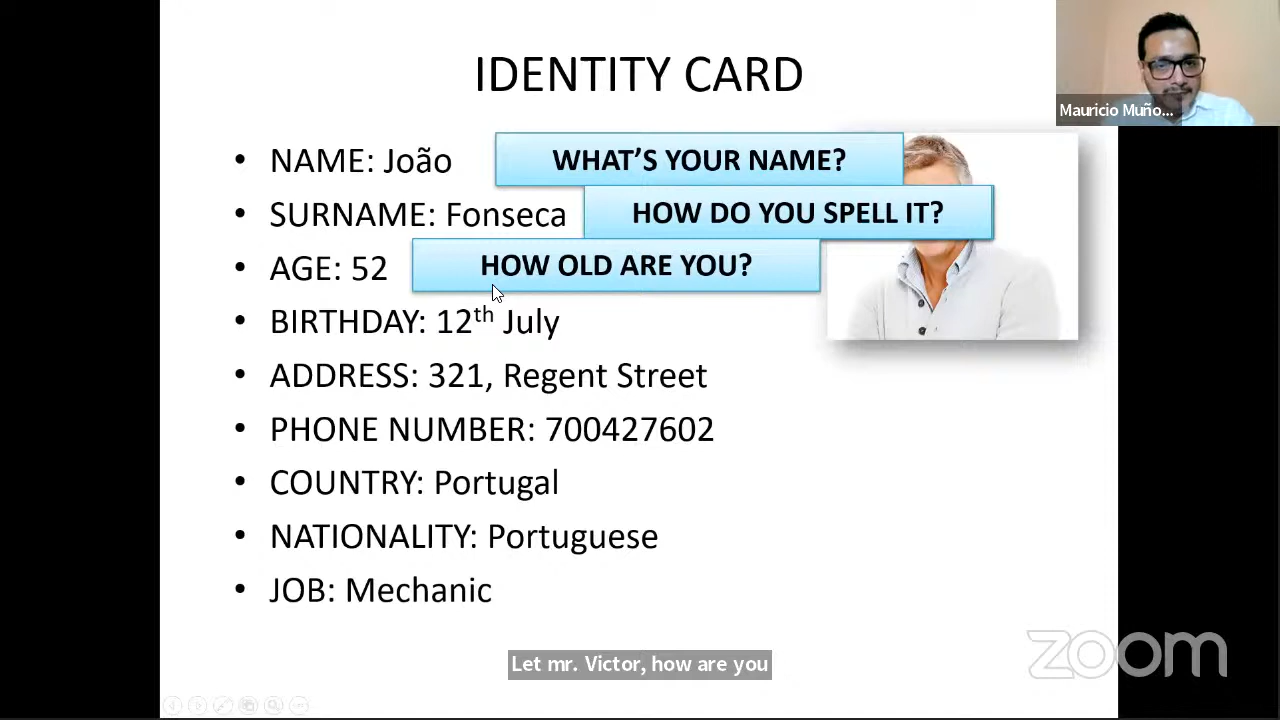 IDENTITY CARD
Mauricio Muño...
• NAME: João
WHAT'S YOUR NAME?
• SURNAME: Fonseca
HOW DO YOU SPELL IT?
• AGE: 52
HOW OLD ARE YOU?
• BIRTHDAY: 12th July
• ADDRESS: 321, Regent Street
• PHONE NUMBER: 700427602
• COUNTRY: Portugal
• NATIONALITY: Portuguese
• JOB: Mechanic
Let mr. Victor, how are you
zoom